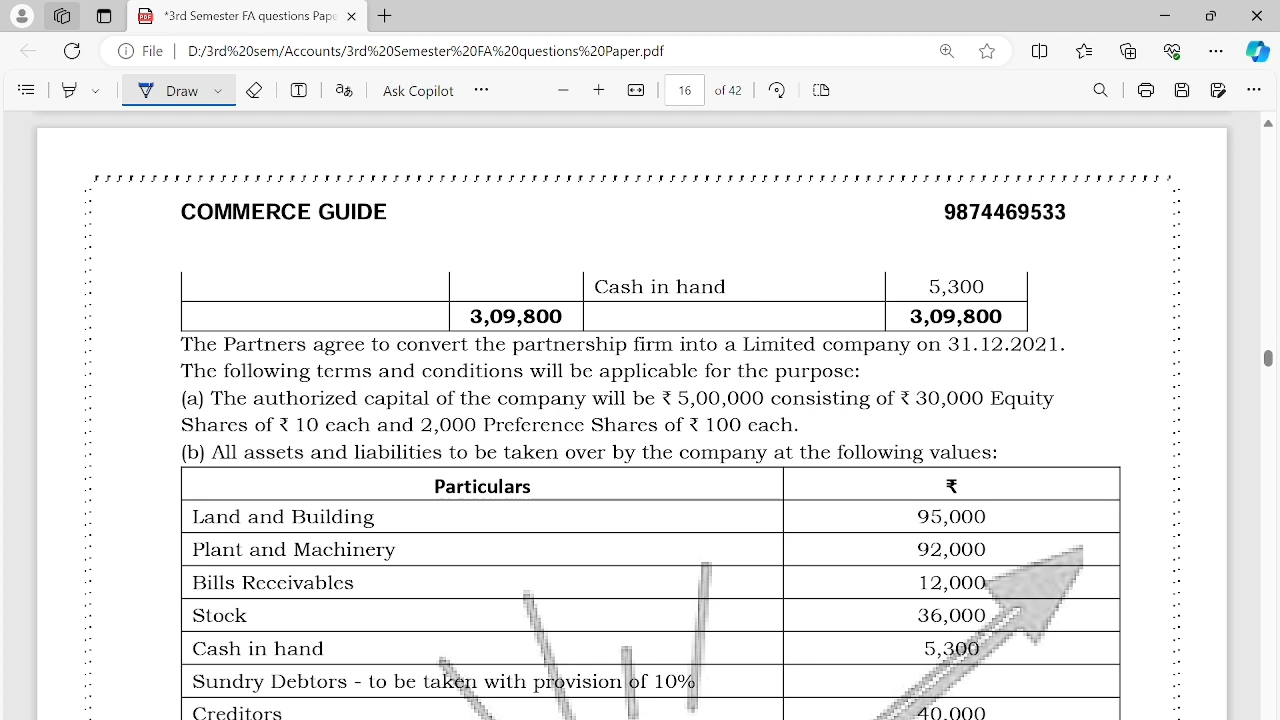 *3rd Semester FA questions Pape
File
D:/3rd%20sem/Accounts/3rd%20Semester%20FA%20questions%20Paper.pdf
Draw
Ask Copilot
16
of 42
COMMERCE GUIDE 9874469533
Cash in hand 5,300
3,09,800 3,09,800
The Partners agree to convert the partnership firm into a Limited company on 31.12.2021.
The following terms and conditions will be applicable for the purpose:
(a) The authorized capital of the company will be ₹ 5,00,000 consisting of ₹ 30,000 Equity
Shares of ₹ 10 each and 2,000 Preference Shares of ₹ 100 each.
(b) All assets and liabilities to be taken over by the company at the following values:
Particulars ₹
Land and Building 95,000
Plant and Machinery 92,000
Bills Receivables 12,000
Stock 36,000
Cash in hand 5,300
Sundry Debtors - to be taken with provision of 10%
Creditors 40,000